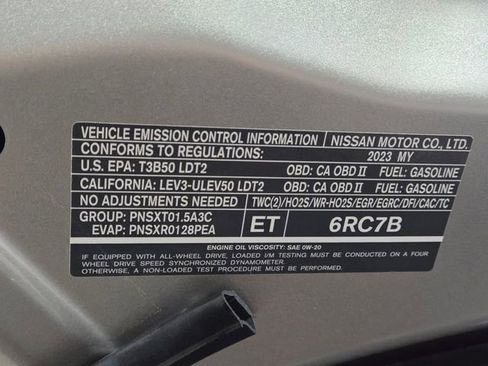 VEHICLE EMISSION CONTROL INFORMATION NISSAN MOTOR CO., LTD.
CONFORMS TO REGULATIONS: 2023 MY
U.S. EPA: T3B50 LDT2 OBD: CA OBD II FUEL: GASOLINE
CALIFORNIA: LEV3-ULEV50 LDT2 OBD: CA OBD II FUEL: GASOLINE
NO ADJUSTMENTS NEEDED TWC(2)/HO2S/WR-HO2S/EGR/EGRC/DFI/CAC/TC
GROUP: PNSXT01.5A3C
EVAP: PNSXR0128PEA
ET 6RC7B
ENGINE OIL VISCOSITY: SAE 0W-20
IF EQUIPPED WITH ALL-WHEEL DRIVE, LOADED I/M TESTING MUST BE CONDUCTED ON A FOUR
WHEEL DRIVE SPEED SYNCHRONIZED DYNAMOMETER.
OTHERWISE, A NON-LOADED TEST PROCEDURE MUST BE PERFORMED.